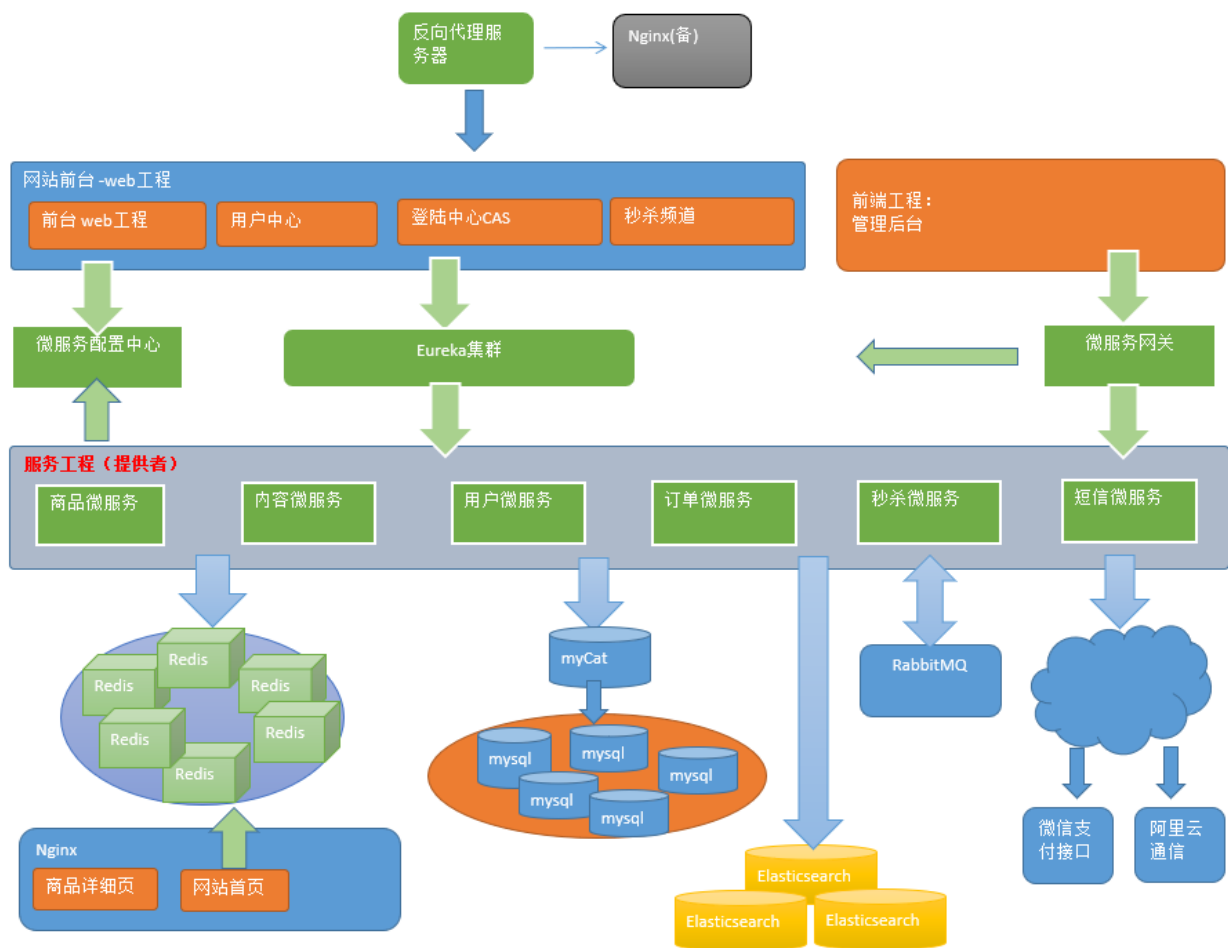 反向代理服
务器
Nginx(备)
网站前台 -web工程
前台 web工程
用户中心
登陆中心CAS
秒杀频道
前端工程：
管理后台
微服务配置中心
Eureka集群
微服务网关
服务工程（提供者）
商品微服务
内容微服务
用户微服务
订单微服务
秒杀微服务
短信微服务
Redis
Redis
Redis
Redis
Redis
Redis
myCat
mysql
mysql
mysql
mysql
mysql
RabbitMQ
微信支
付接口
阿里云
通信
Nginx
商品详细页
网站首页
Elasticsearch
Elasticsearch
Elasticsearch